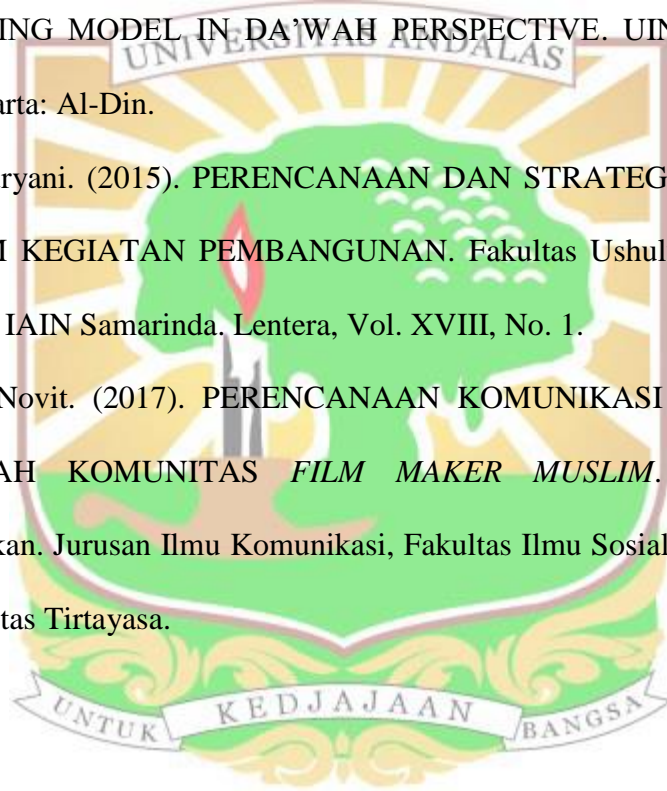 ING MODEL IN DA’WAH PERSPECTIVE. UIN
UNIVERSITAS ANDALAS
arta: Al-Din.
ryani. (2015). PERENCANAAN DAN STRATEG
KEGIATAN PEMBANGUNAN. Fakultas Ushul
IAIN Samarinda. Lentera, Vol. XVIII, No. 1.
Novit. (2017). PERENCANAAN KOMUNIKASI
AH KOMUNITAS FILM MAKER MUSLIM.
kan. Jurusan Ilmu Komunikasi, Fakultas Ilmu Sosial
tas Tirtayasa.
UNTUK KEDJAJAAN BANGSA